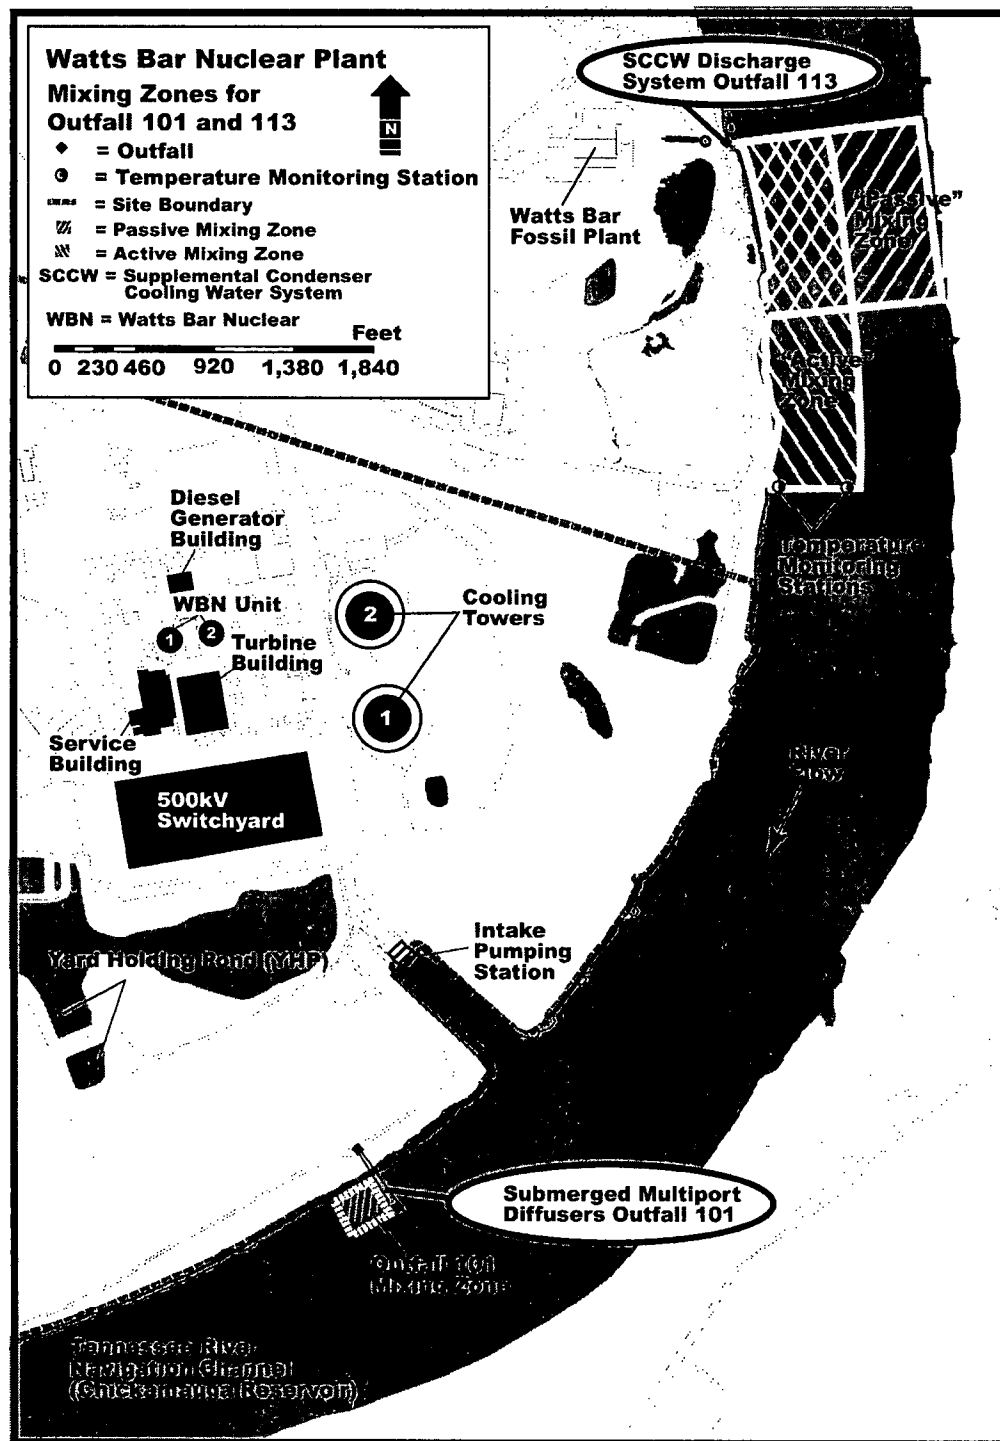 Watts Bar Nuclear Plant
Mixing Zones for
Outfall 101 and 113
N
= Outfall
= Temperature Monitoring Station
= Site Boundary
= Passive Mixing Zone
= Active Mixing Zone
SCCW = Supplemental Condenser
Cooling Water System
WBN = Watts Bar Nuclear
Feet
0 230 460 920 1,380 1,840
SCCW Discharge
System Outfall 113
Watts Bar
Fossil Plant
"Passive"
Mixing
Zone
"Active"
Mixing
Zone
Temperature
Monitoring
Stations
Diesel
Generator
Building
WBN Unit
1
2
Turbine
Building
Service
Building
2
Cooling
Towers
1
500kV
Switchyard
River
Flow
Yard Holding Pond (YHP)
Intake
Pumping
Station
Submerged Multiport
Diffusers Outfall 101
Outfall 101
Mixing Zone
Tennessee River
Navigation Channel
(Chickamauga Reservoir)